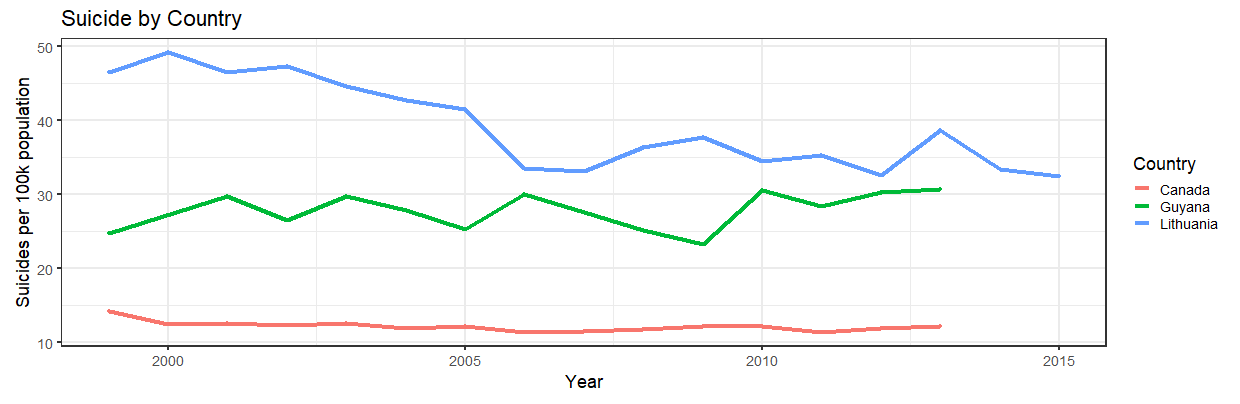 Suicide by Country
Suicides per 100k population
50
40
30
20
10
2000 2005 2010 2015
Year
Country
Canada
Guyana
Lithuania